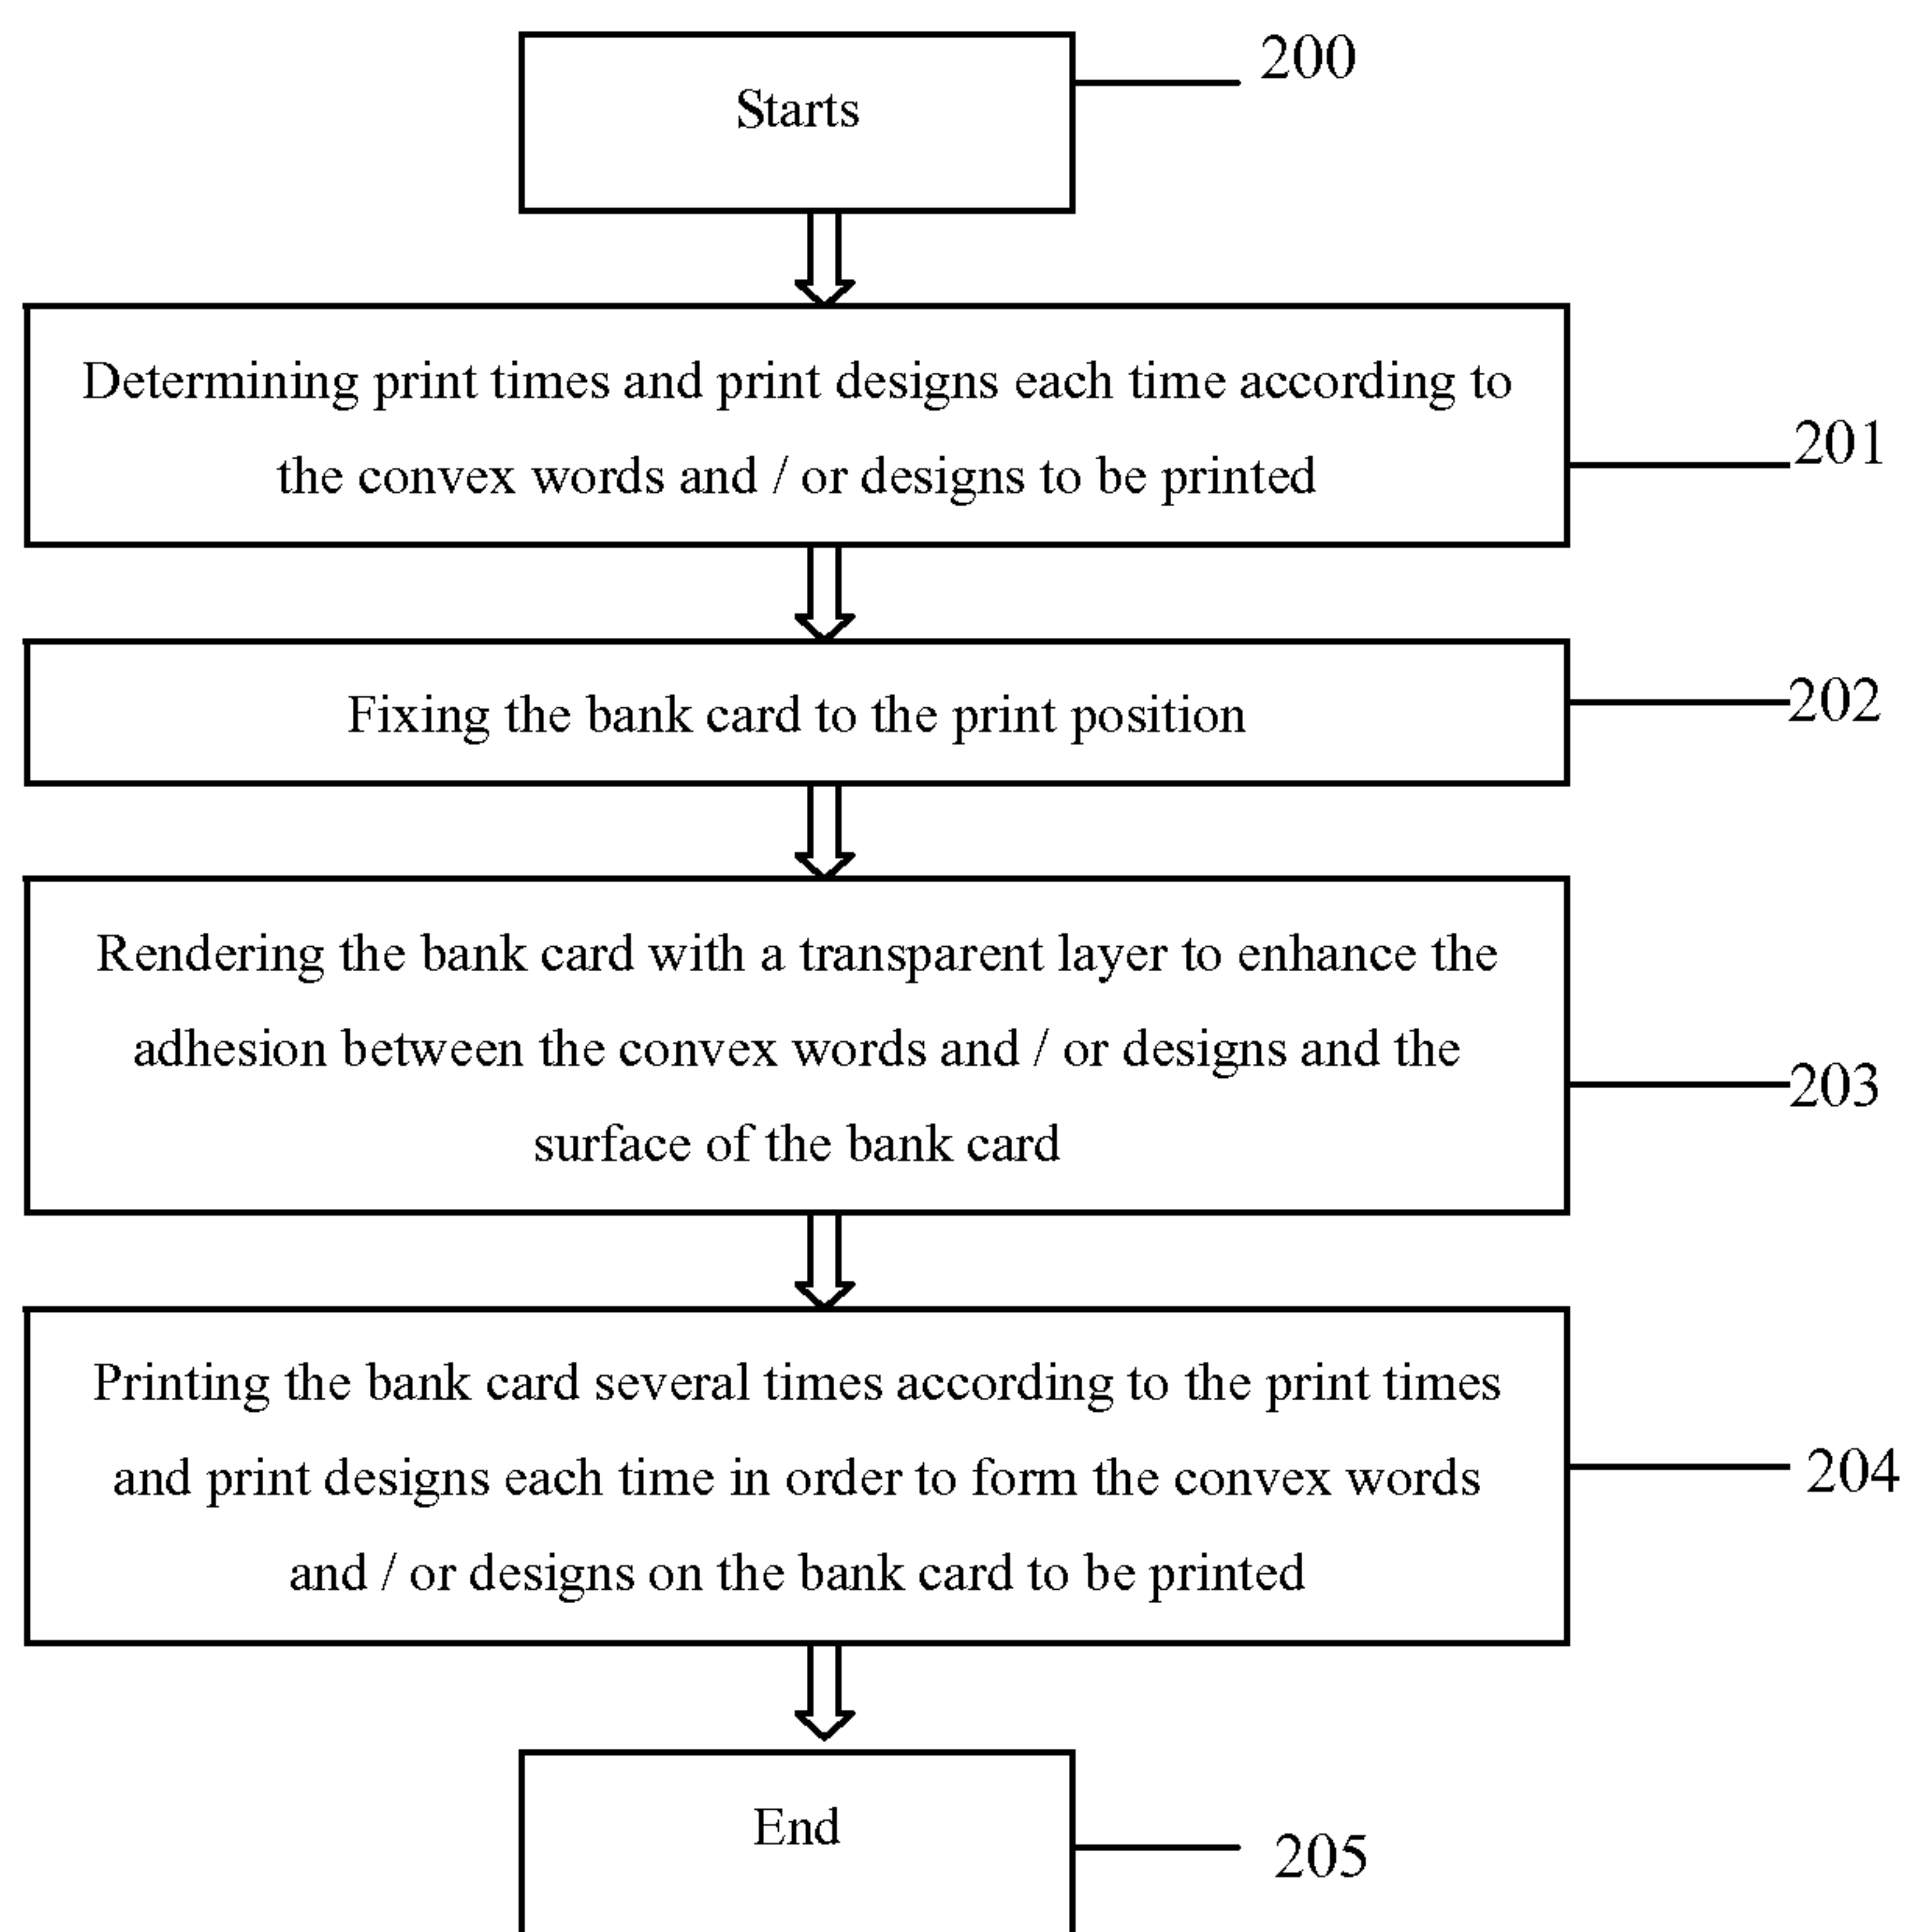 Starts
200
Determining print times and print designs each time according to
the convex words and / or designs to be printed
201
Fixing the bank card to the print position
202
Rendering the bank card with a transparent layer to enhance the
adhesion between the convex words and / or designs and the
surface of the bank card
203
Printing the bank card several times according to the print times
and print designs each time in order to form the convex words
and / or designs on the bank card to be printed
204
End
205